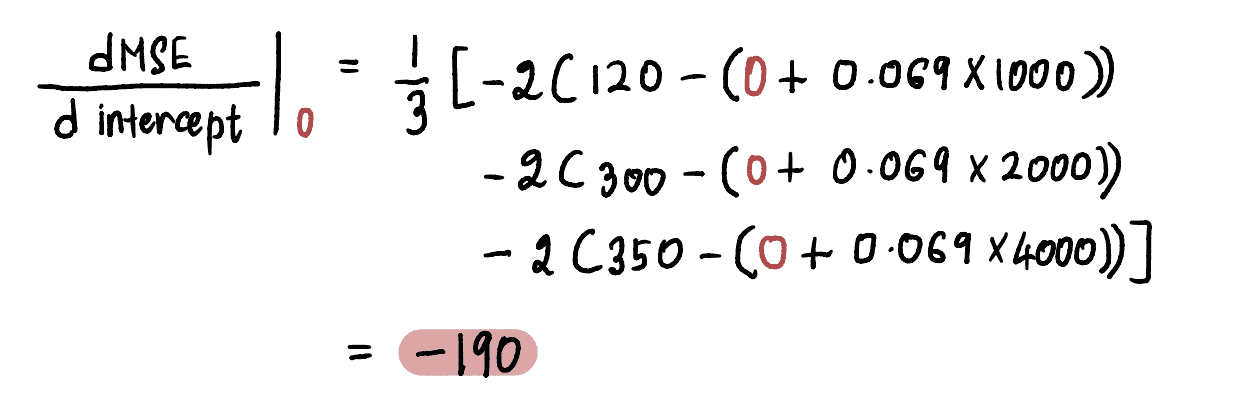 dMSE/d intercept |0 = 1/3 [-2(120 - (0 + 0.069 × 1000))
- 2(300 - (0 + 0.069 × 2000))
- 2(350 - (0 + 0.069 × 4000))]
= -190